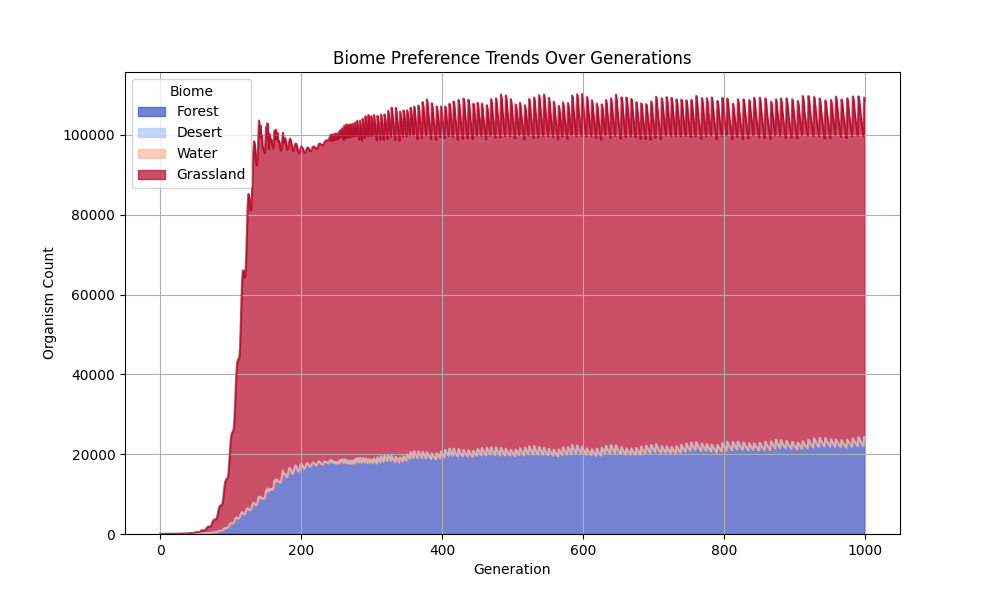 Biome Preference Trends Over Generations
Biome
Forest
Desert
Water
Grassland
Organism Count
100000
80000
60000
40000
20000
0
0 200 400 600 800 1000
Generation